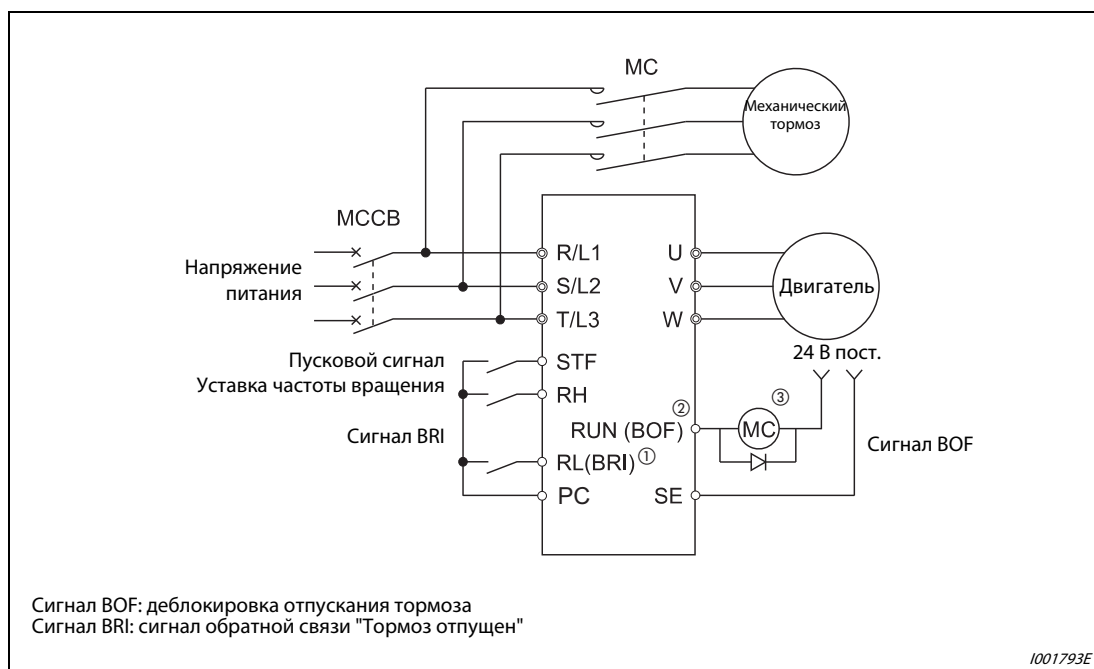 MC
Механический
тормоз
MCCB
Напряжение
питания
R/L1
S/L2
T/L3
U
V
W
Двигатель
24 В пост.
Пусковой сигнал
Уставка частоты вращения
STF
RH
Сигнал BRI
RUN (BOF) ②
MC ③
Сигнал BOF
RL(BRI) ①
PC
SE
Сигнал BOF: деблокировка отпускания тормоза
Сигнал BRI: сигнал обратной связи "Тормоз отпущен"
I001793E